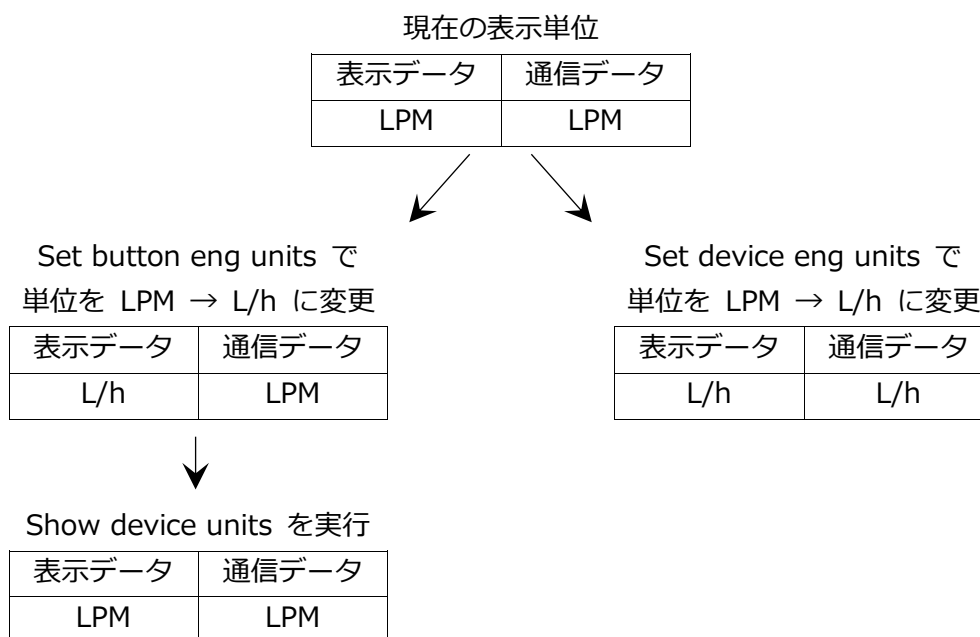 現在の表示単位
表示データ 通信データ
LPM LPM
Set button eng units で
単位を LPM → L/h に変更
表示データ 通信データ
L/h LPM
Show device units を実行
表示データ 通信データ
LPM LPM
Set device eng units で
単位を LPM → L/h に変更
表示データ 通信データ
L/h L/h